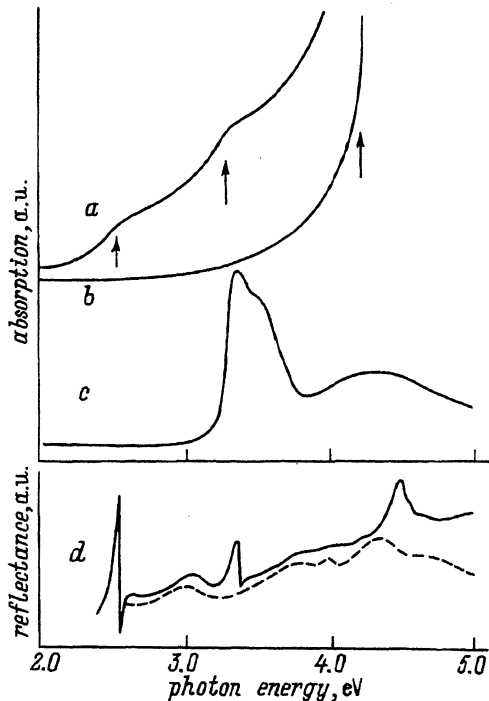 absorption, a.u.
a
b
c
reflectance, a.u.
d
2.0 3.0 4.0 5.0
photon energy, eV